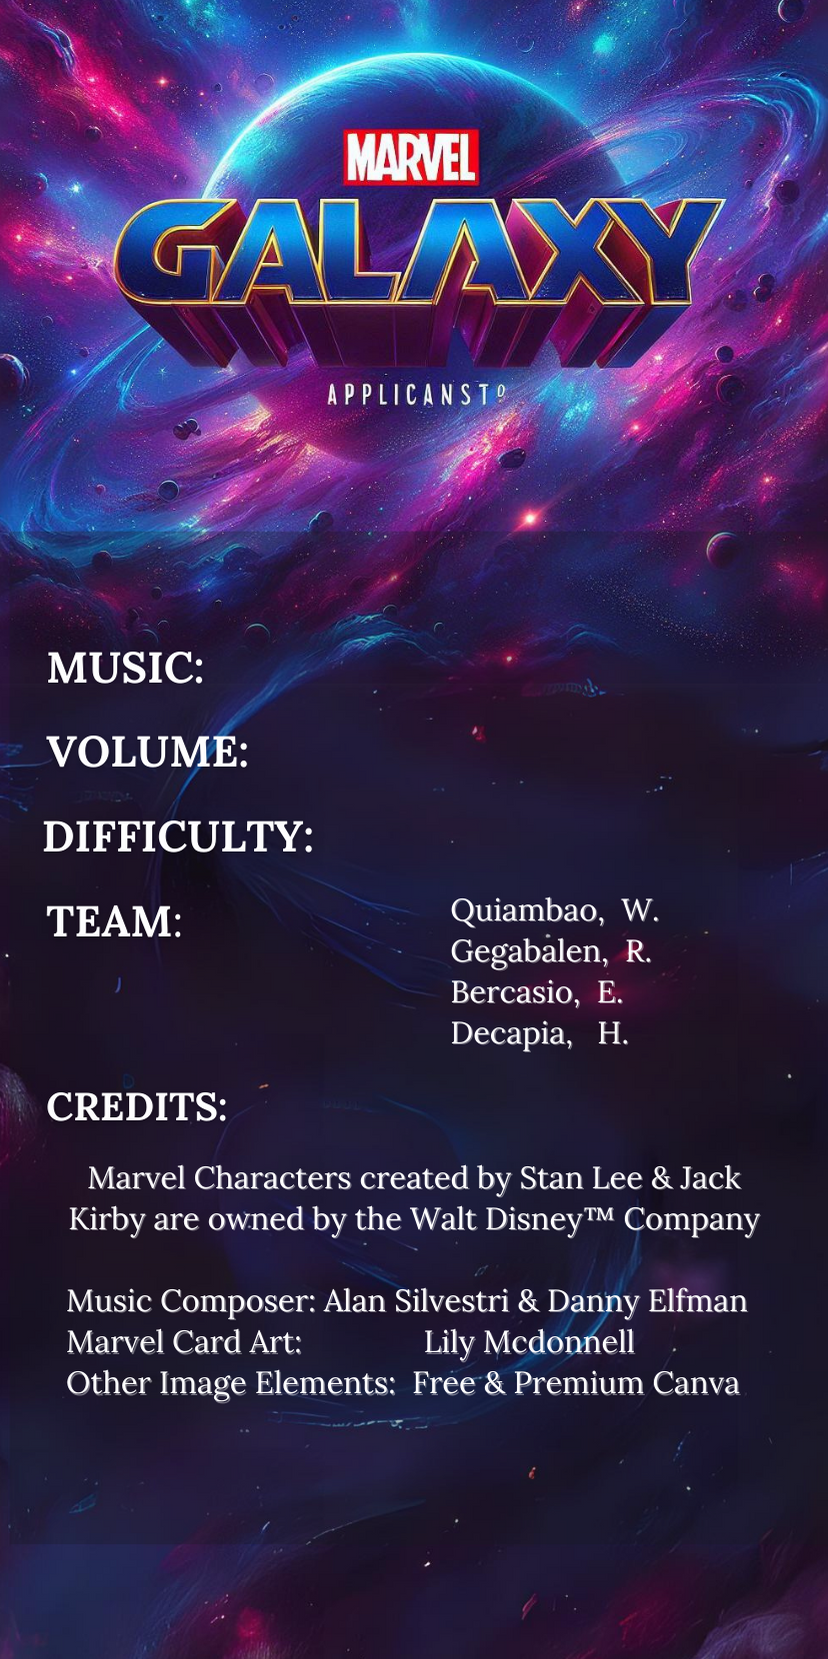 MARVEL
GALAXY
APPLICANSTO
MUSIC:
VOLUME:
DIFFICULTY:
TEAM:
Quiambao, W.
Gegabalen, R.
Bercasio, E.
Decapia, H.
CREDITS:
Marvel Characters created by Stan Lee & Jack
Kirby are owned by the Walt Disney™ Company
Music Composer: Alan Silvestri & Danny Elfman
Marvel Card Art: Lily Mcdonnell
Other Image Elements: Free & Premium Canva